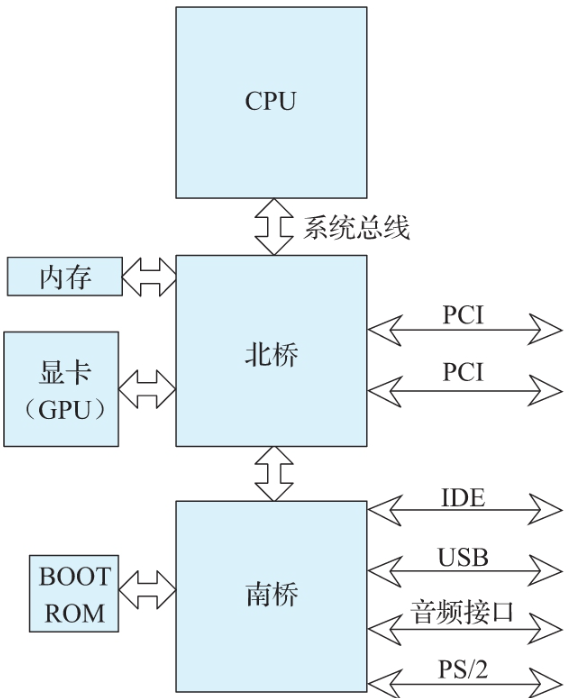 CPU
系统总线
内存
北桥
PCI
显卡
（GPU）
PCI
IDE
USB
BOOT
ROM
南桥
音频接口
PS/2